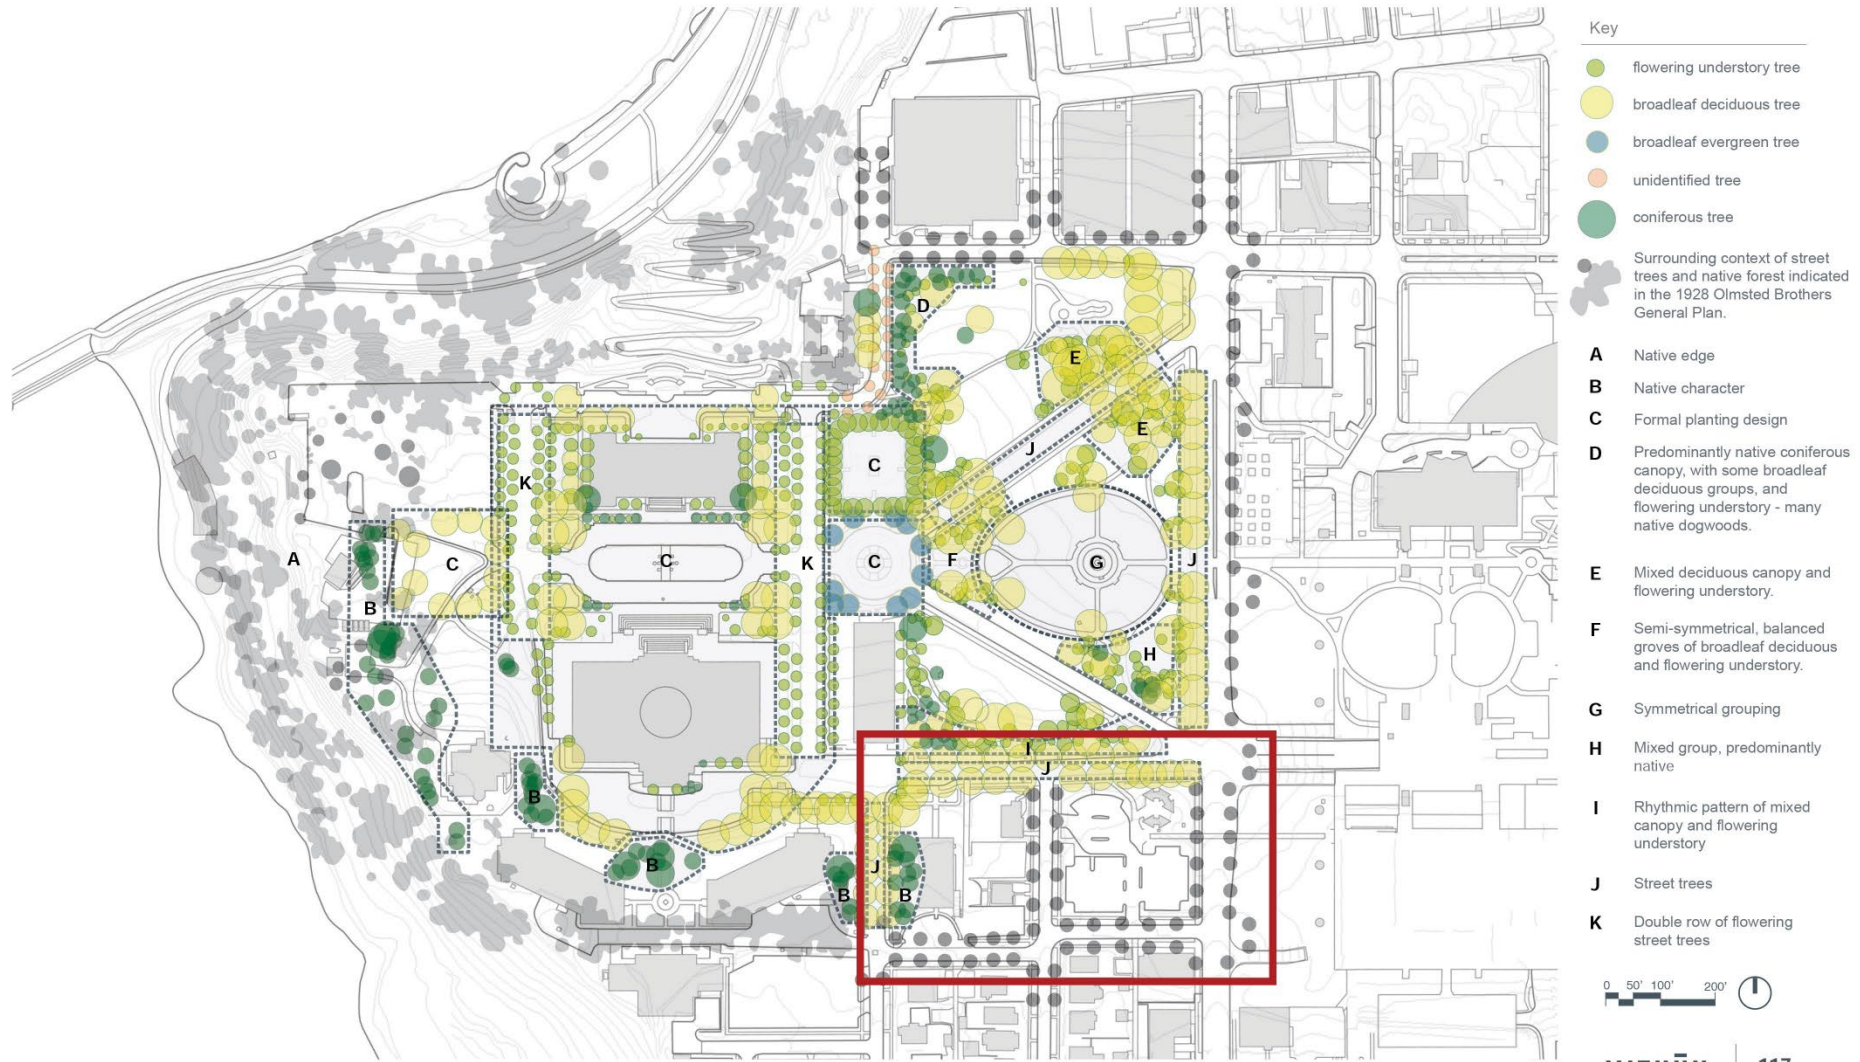 Key
flowering understory tree
broadleaf deciduous tree
broadleaf evergreen tree
unidentified tree
coniferous tree
Surrounding context of street
trees and native forest indicated
in the 1928 Olmsted Brothers
General Plan.
A Native edge
B Native character
C Formal planting design
D Predominantly native coniferous
canopy, with some broadleaf
deciduous groups, and
flowering understory - many
native dogwoods.
E Mixed deciduous canopy and
flowering understory.
F Semi-symmetrical, balanced
groves of broadleaf deciduous
and flowering understory.
G Symmetrical grouping
H Mixed group, predominantly
native
I Rhythmic pattern of mixed
canopy and flowering
understory
J Street trees
K Double row of flowering
street trees
0 50' 100' 200'
D
E
E
J
C
K
A
C
C
K
C
F
G
J
B
H
I
J
B
B
J
B
B